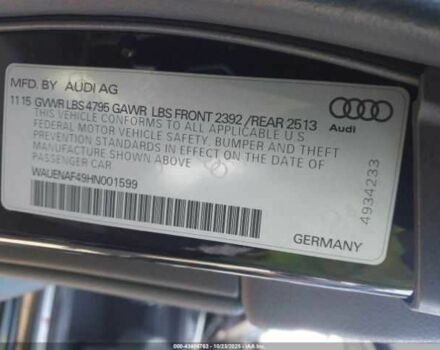 MFD. BY AUDI AG
11 15 GVWR LBS 4795 GAWR LBS FRONT 2392 /REAR 2513
THIS VEHICLE CONFORMS TO ALL APPLICABLE U.S
FEDERAL MOTOR VEHICLE SAFETY, BUMPER AND THEFT
PREVENTION STANDARDS IN EFFECT ON THE DATE OF
MANUFACTURE SHOWN ABOVE.
PASSENGER CAR
WAUENAF49HN001599
Audi
4934233
GERMANY